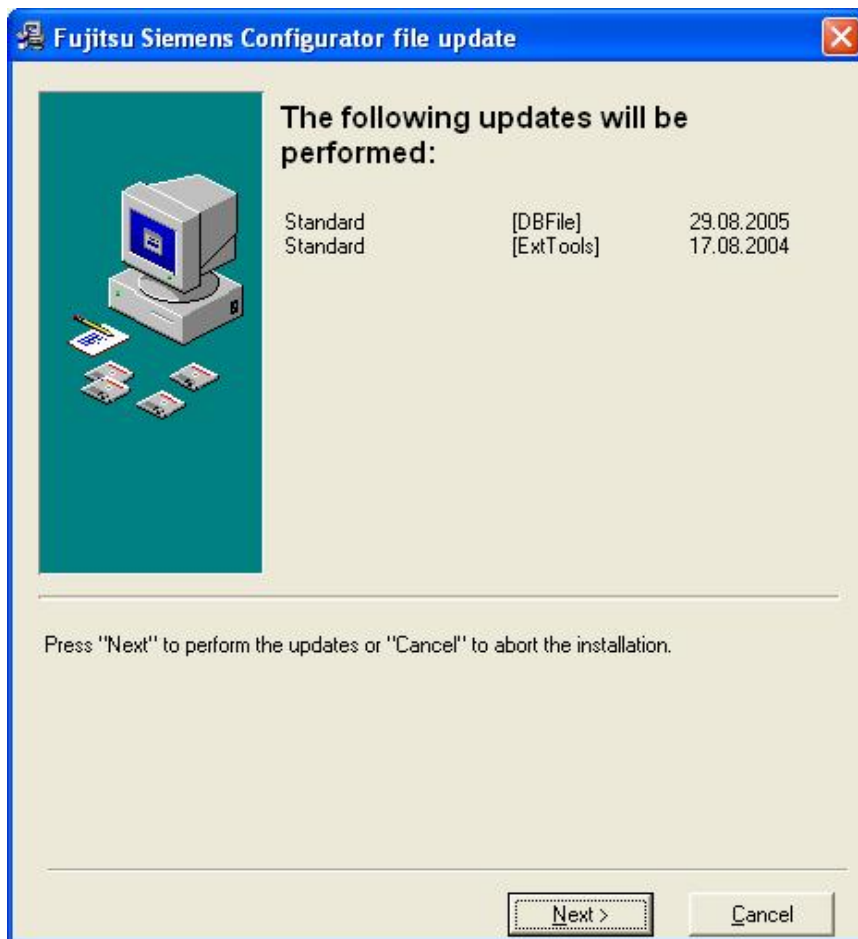 Fujitsu Siemens Configurator file update
The following updates will be
performed:
Standard [DBFile] 29.08.2005
Standard [ExtTools] 17.08.2004
Press "Next" to perform the updates or "Cancel" to abort the installation.
Next > Cancel